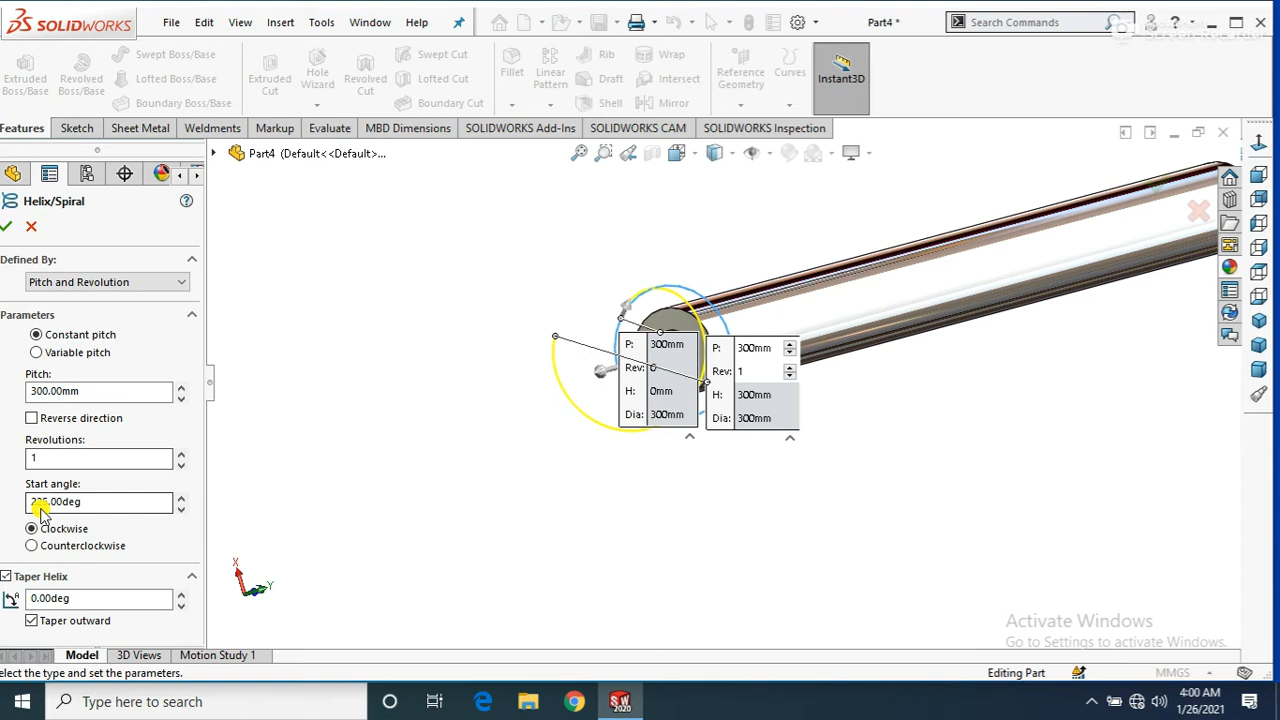 SOLIDWORKS
File Edit View Insert Tools Window Help
Part4 *
Search Commands
Extruded Boss/Base
Revolved Boss/Base
Swept Boss/Base
Lofted Boss/Base
Boundary Boss/Base
Extruded Cut
Hole Wizard
Revolved Cut
Swept Cut
Lofted Cut
Boundary Cut
Fillet
Linear Pattern
Rib
Draft
Shell
Wrap
Intersect
Mirror
Reference Geometry
Curves
Instant3D
Features Sketch Sheet Metal Weldments Markup Evaluate MBD Dimensions SOLIDWORKS Add-Ins SOLIDWORKS CAM SOLIDWORKS Inspection
Part4 (Default<<Default>...
Helix/Spiral
Defined By:
Pitch and Revolution
Parameters
Constant pitch
Variable pitch
Pitch:
300.00mm
Reverse direction
Revolutions:
1
Start angle:
Clockwise
Counterclockwise
Taper Helix
0.00deg
Taper outward
P: 300mm
Rev: 0
H: 0mm
Dia: 300mm
P: 300mm
Rev: 1
H: 300mm
Dia: 300mm
X
Y
Activate Windows
Go to Settings to activate Windows.
Model 3D Views Motion Study 1
elect the type and set the parameters.
Editing Part
MMGS
Type here to search
SW
2020
4:00 AM
1/26/2021